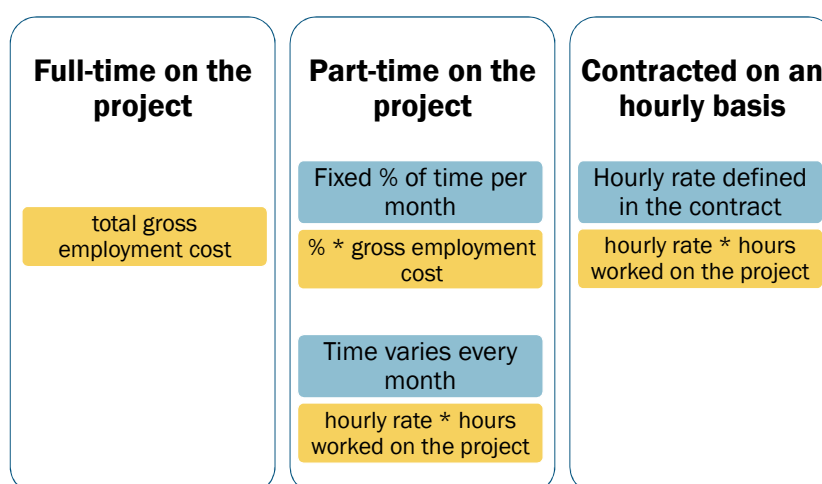 Full-time on the
project
total gross
employment cost
Part-time on the
project
Fixed % of time per
month
% * gross employment
cost
Time varies every
month
hourly rate * hours
worked on the project
Contracted on an
hourly basis
Hourly rate defined
in the contract
hourly rate * hours
worked on the project